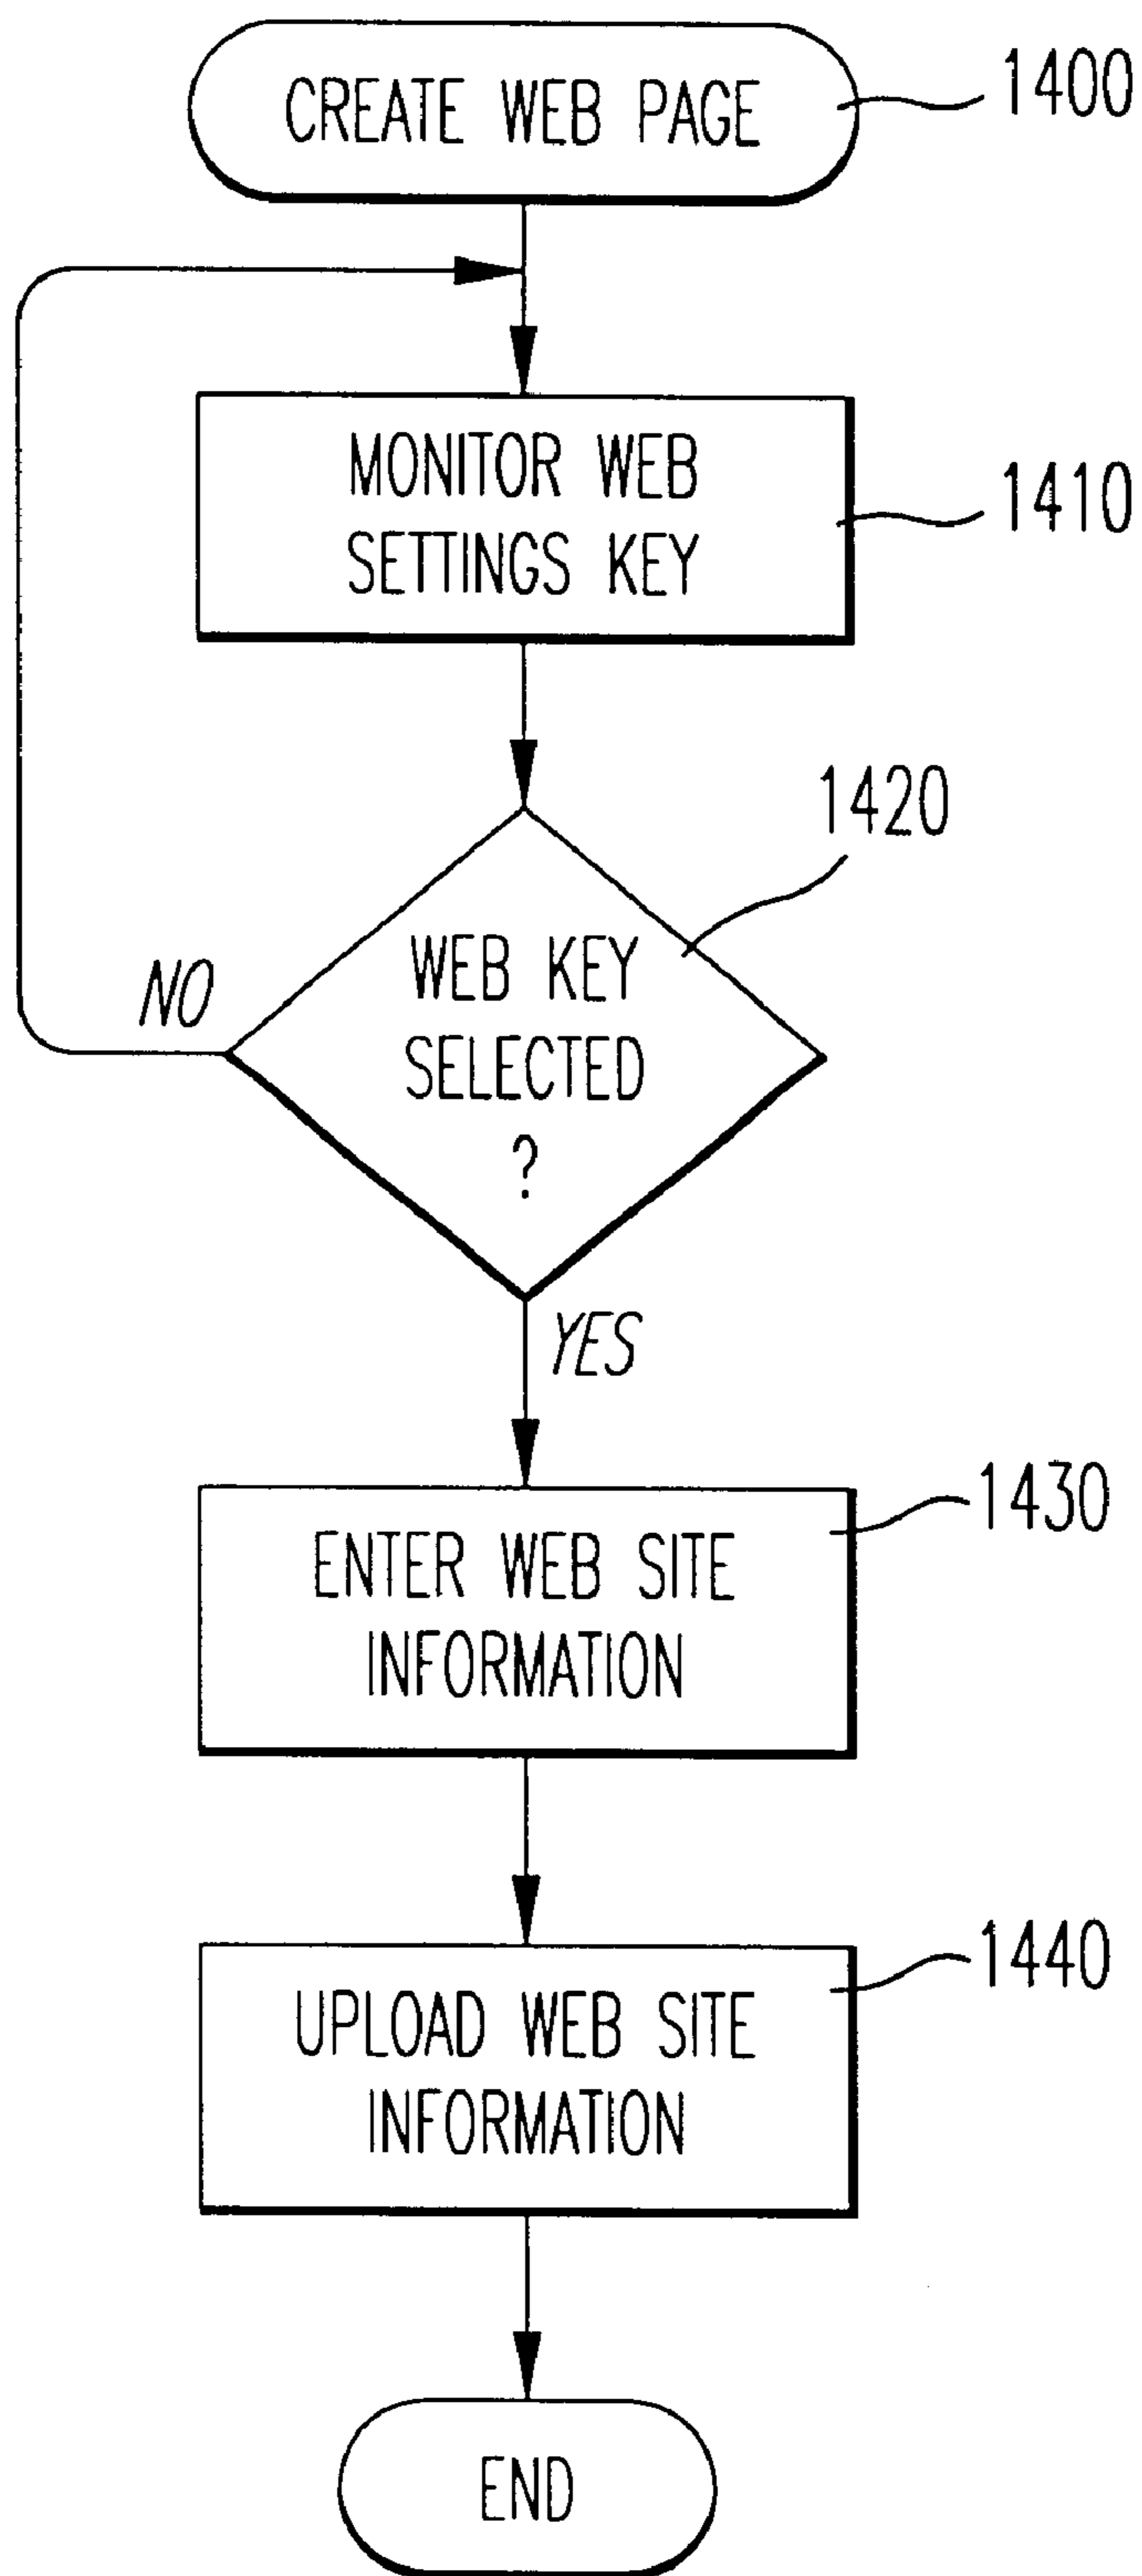 CREATE WEB PAGE
1400
MONITOR WEB
SETTINGS KEY
1410
1420
WEB KEY
SELECTED
?
NO
YES
ENTER WEB SITE
INFORMATION
1430
UPLOAD WEB SITE
INFORMATION
1440
END